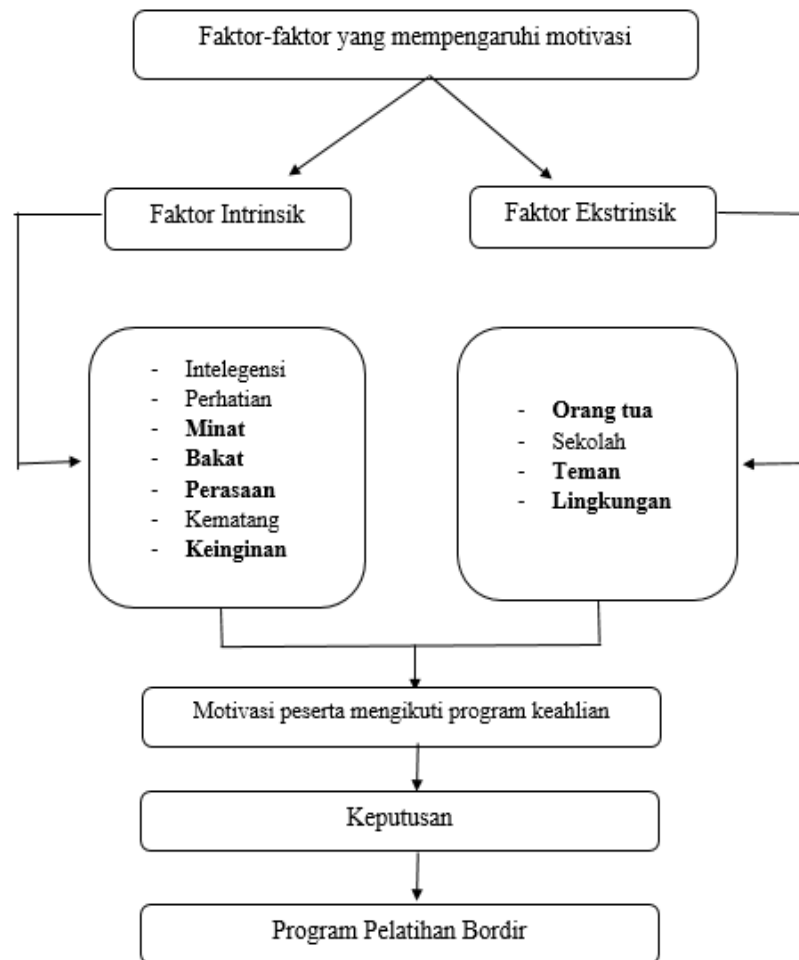 Faktor-faktor yang mempengaruhi motivasi
Faktor Intrinsik
Faktor Ekstrinsik
- Intelegensi
- Perhatian
- Minat
- Bakat
- Perasaan
- Kematang
- Keinginan
- Orang tua
- Sekolah
- Teman
- Lingkungan
Motivasi peserta mengikuti program keahlian
Keputusan
Program Pelatihan Bordir